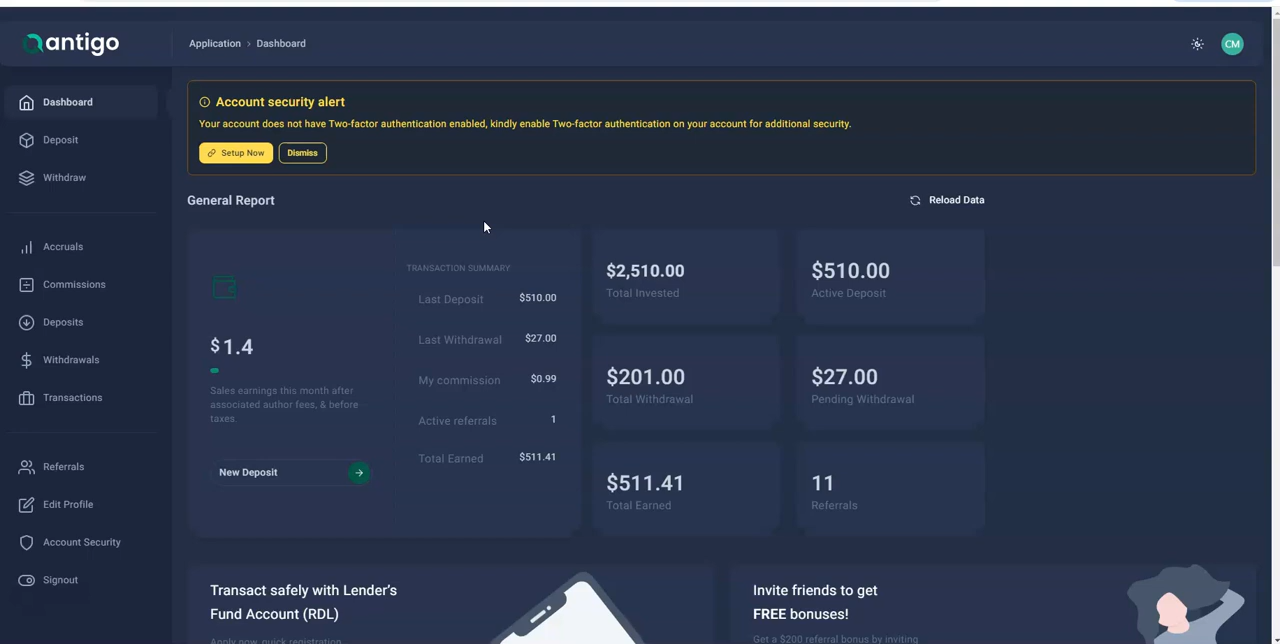 antigo
Application › Dashboard
CM
Dashboard
Deposit
Withdraw
Accruals
Commissions
Deposits
Withdrawals
Transactions
Referrals
Edit Profile
Account Security
Signout
Account security alert
Your account does not have Two-factor authentication enabled, kindly enable Two-factor authentication on your account for additional security.
Setup Now
Dismiss
General Report
Reload Data
$1.4
Sales earnings this month after
associated author fees, & before
taxes.
New Deposit
TRANSACTION SUMMARY
Last Deposit $510.00
Last Withdrawal $27.00
My commission $0.99
Active referrals 1
Total Earned $511.41
$2,510.00
Total Invested
$510.00
Active Deposit
$201.00
Total Withdrawal
$27.00
Pending Withdrawal
$511.41
Total Earned
11
Referrals
Transact safely with Lender's
Fund Account (RDL)
Apply now, quick registration.
Invite friends to get
FREE bonuses!
Get a $200 referral bonus by inviting